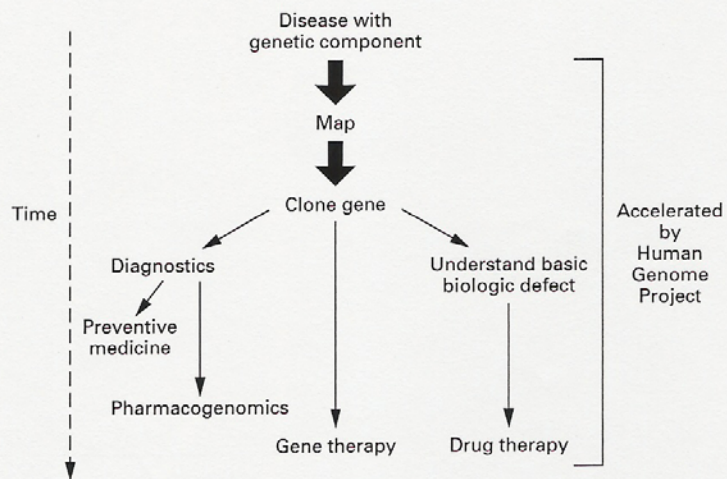 Disease with
genetic component
Map
Time
Clone gene
Accelerated
by
Human
Genome
Project
Diagnostics
Understand basic
biologic defect
Preventive
medicine
Pharmacogenomics
Gene therapy
Drug therapy